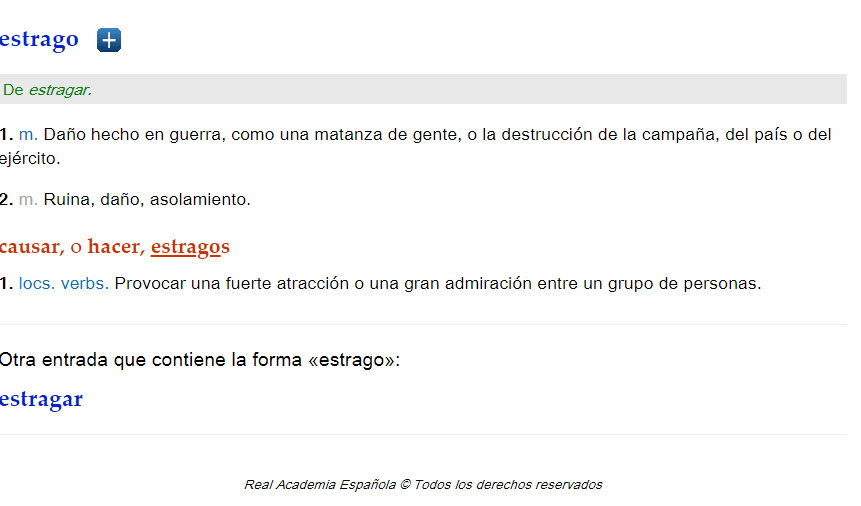 estrago
De estragar.
1. m. Daño hecho en guerra, como una matanza de gente, o la destrucción de la campaña, del país o del
ejército.
2. m. Ruina, daño, asolamiento.
causar, o hacer, estragos
1. locs. verbs. Provocar una fuerte atracción o una gran admiración entre un grupo de personas.
Otra entrada que contiene la forma «estrago»:
estragar
Real Academia Española © Todos los derechos reservados